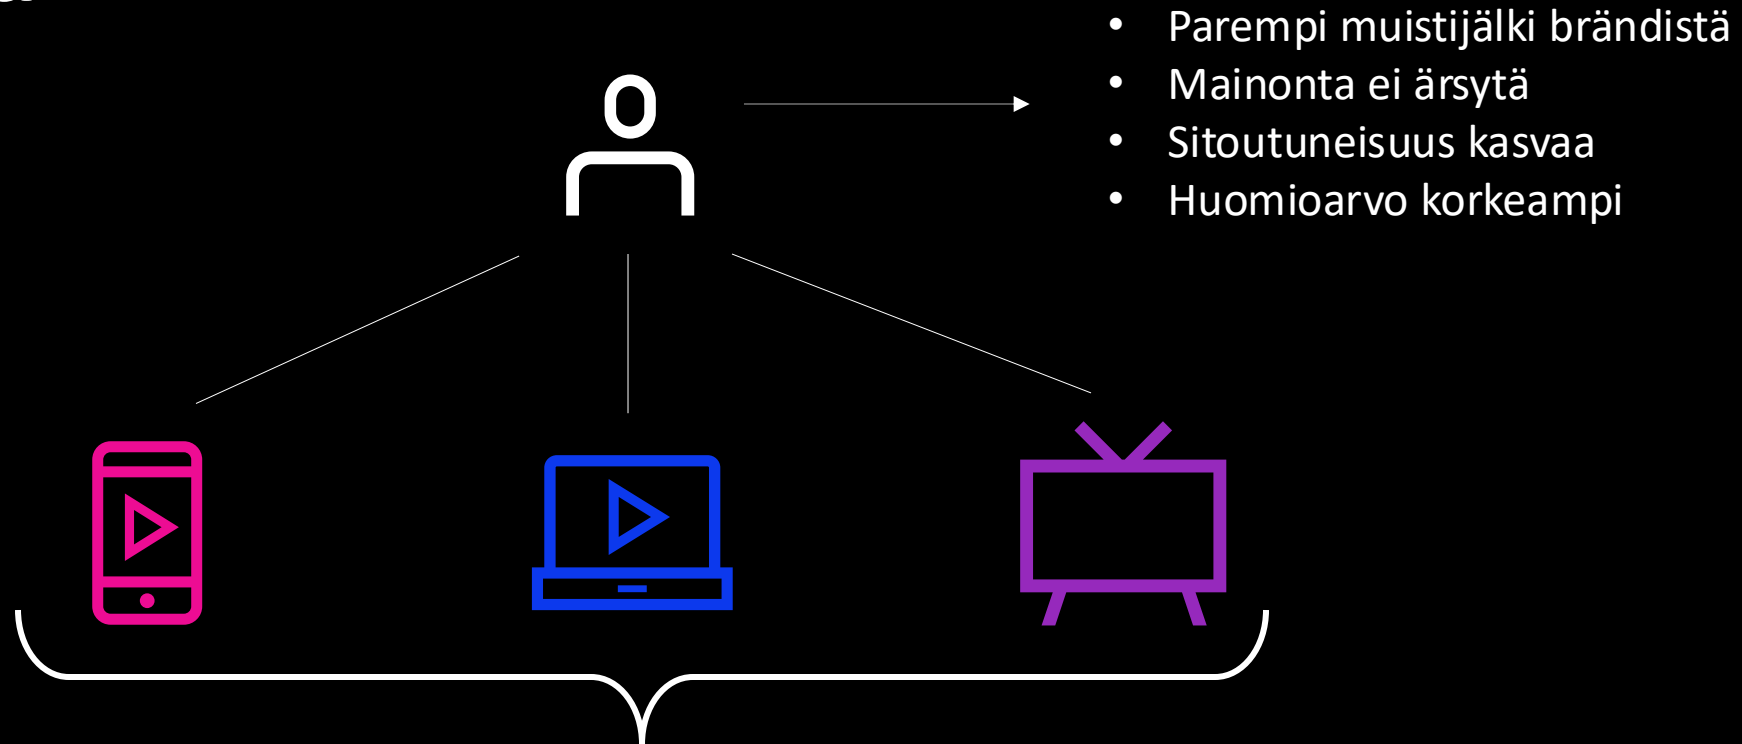 • Parempi muistijälki brändistä
• Mainonta ei ärsytä
• Sitoutuneisuus kasvaa
• Huomioarvo korkeampi